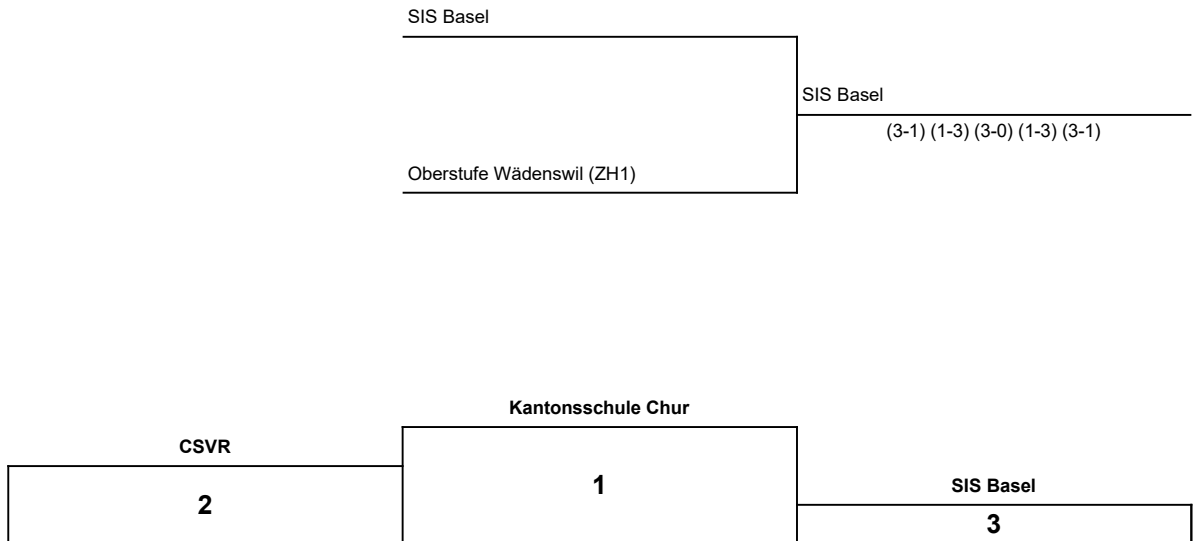 SIS Basel
SIS Basel
(3-1) (1-3) (3-0) (1-3) (3-1)
Oberstufe Wädenswil (ZH1)
Kantonsschule Chur
CSVR
1
SIS Basel
2
3